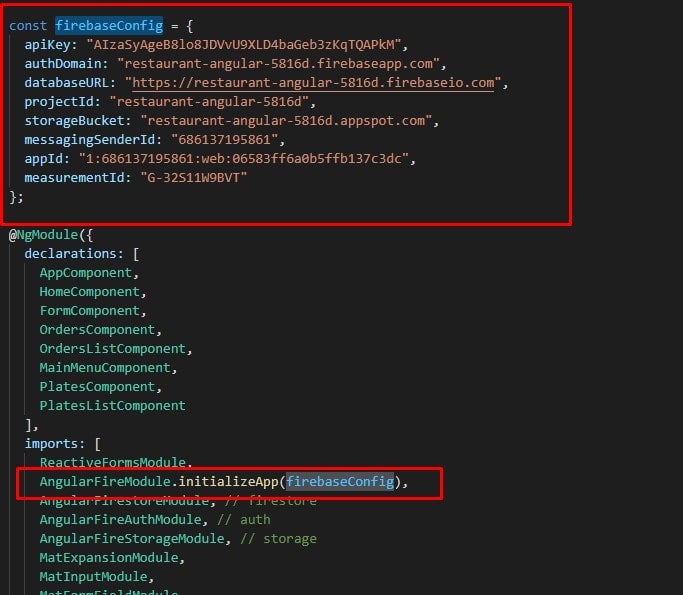 const firebaseConfig = {
apiKey: "AIzaSyAgeB8lo8JDVvU9XLD4baGeb3zKqTQAPkM",
authDomain: "restaurant-angular-5816d.firebaseapp.com",
databaseURL: "https://restaurant-angular-5816d.firebaseio.com",
projectId: "restaurant-angular-5816d",
storageBucket: "restaurant-angular-5816d.appspot.com",
messagingSenderId: "686137195861",
appId: "1:686137195861:web:06583ff6a0b5ffb137c3dc",
measurementId: "G-32S11W9BVT"
};
@NgModule({
declarations: [
AppComponent,
HomeComponent,
FormComponent,
OrdersComponent,
OrdersListComponent,
MainMenuComponent,
PlatesComponent,
PlatesListComponent
],
imports: [
ReactiveFormsModule,
AngularFireModule.initializeApp(firebaseConfig),
AngularFirestoreModule, // firestore
AngularFireAuthModule, // auth
AngularFireStorageModule, // storage
MatExpansionModule,
MatInputModule,
MatFormFieldModule